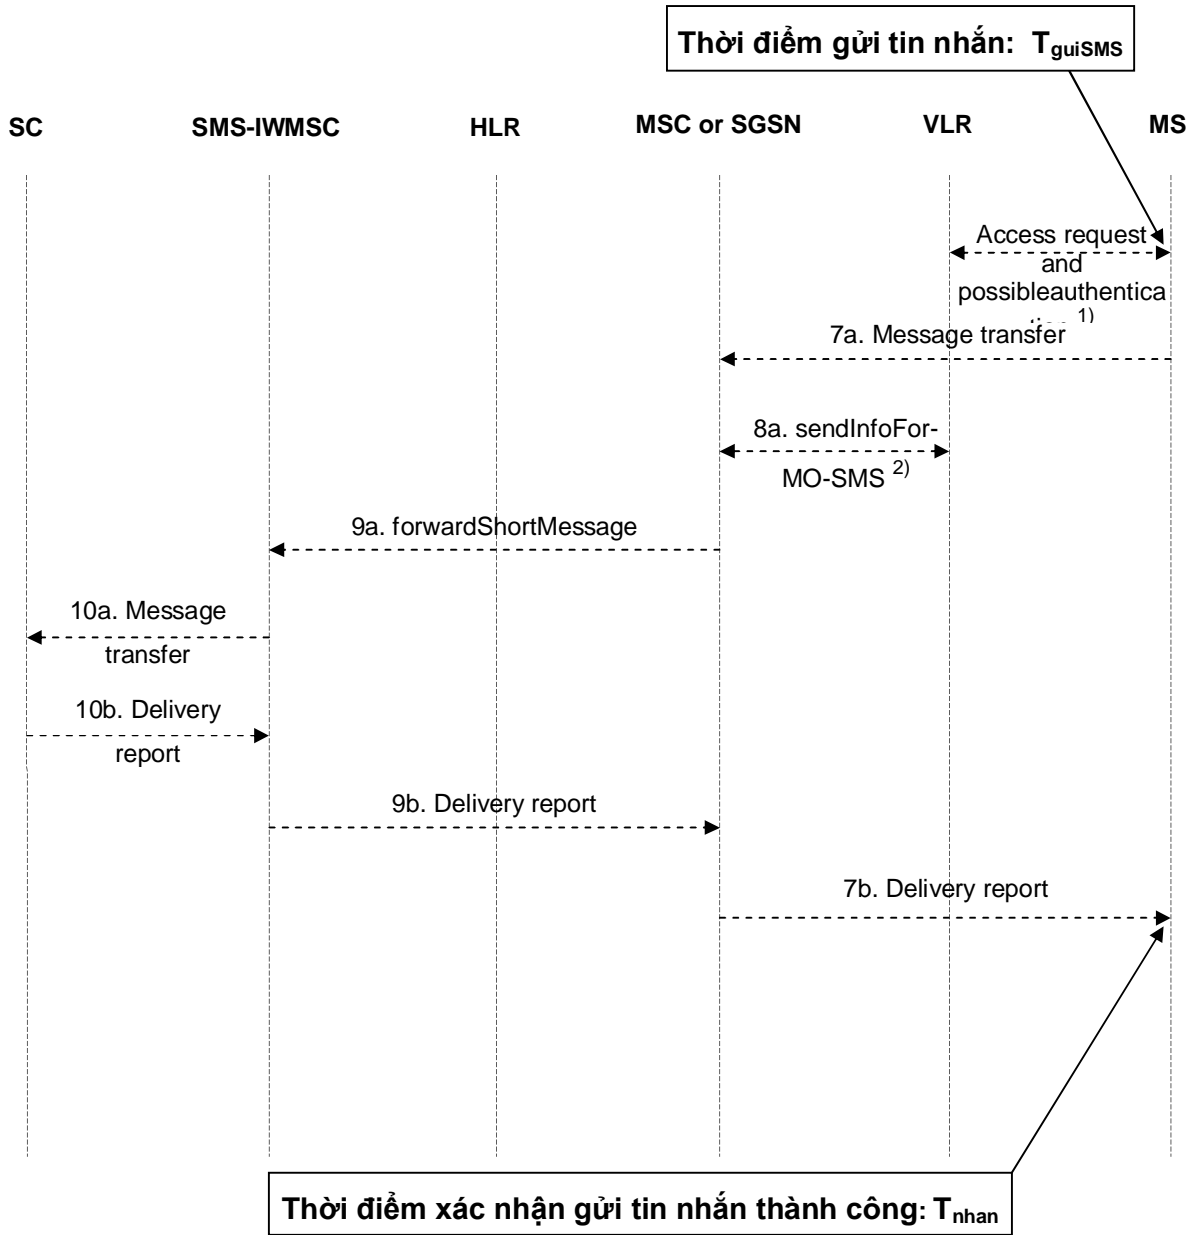 Thời điểm gửi tin nhắn: TguiSMS
SC SMS-IWMSC HLR MSC or SGSN VLR MS
Access request
and
possibleauthentica
1)
7a. Message transfer
8a. sendInfoFor-
MO-SMS 2)
9a. forwardShortMessage
10a. Message
transfer
10b. Delivery
report
9b. Delivery report
7b. Delivery report
Thời điểm xác nhận gửi tin nhắn thành công: Tnhan